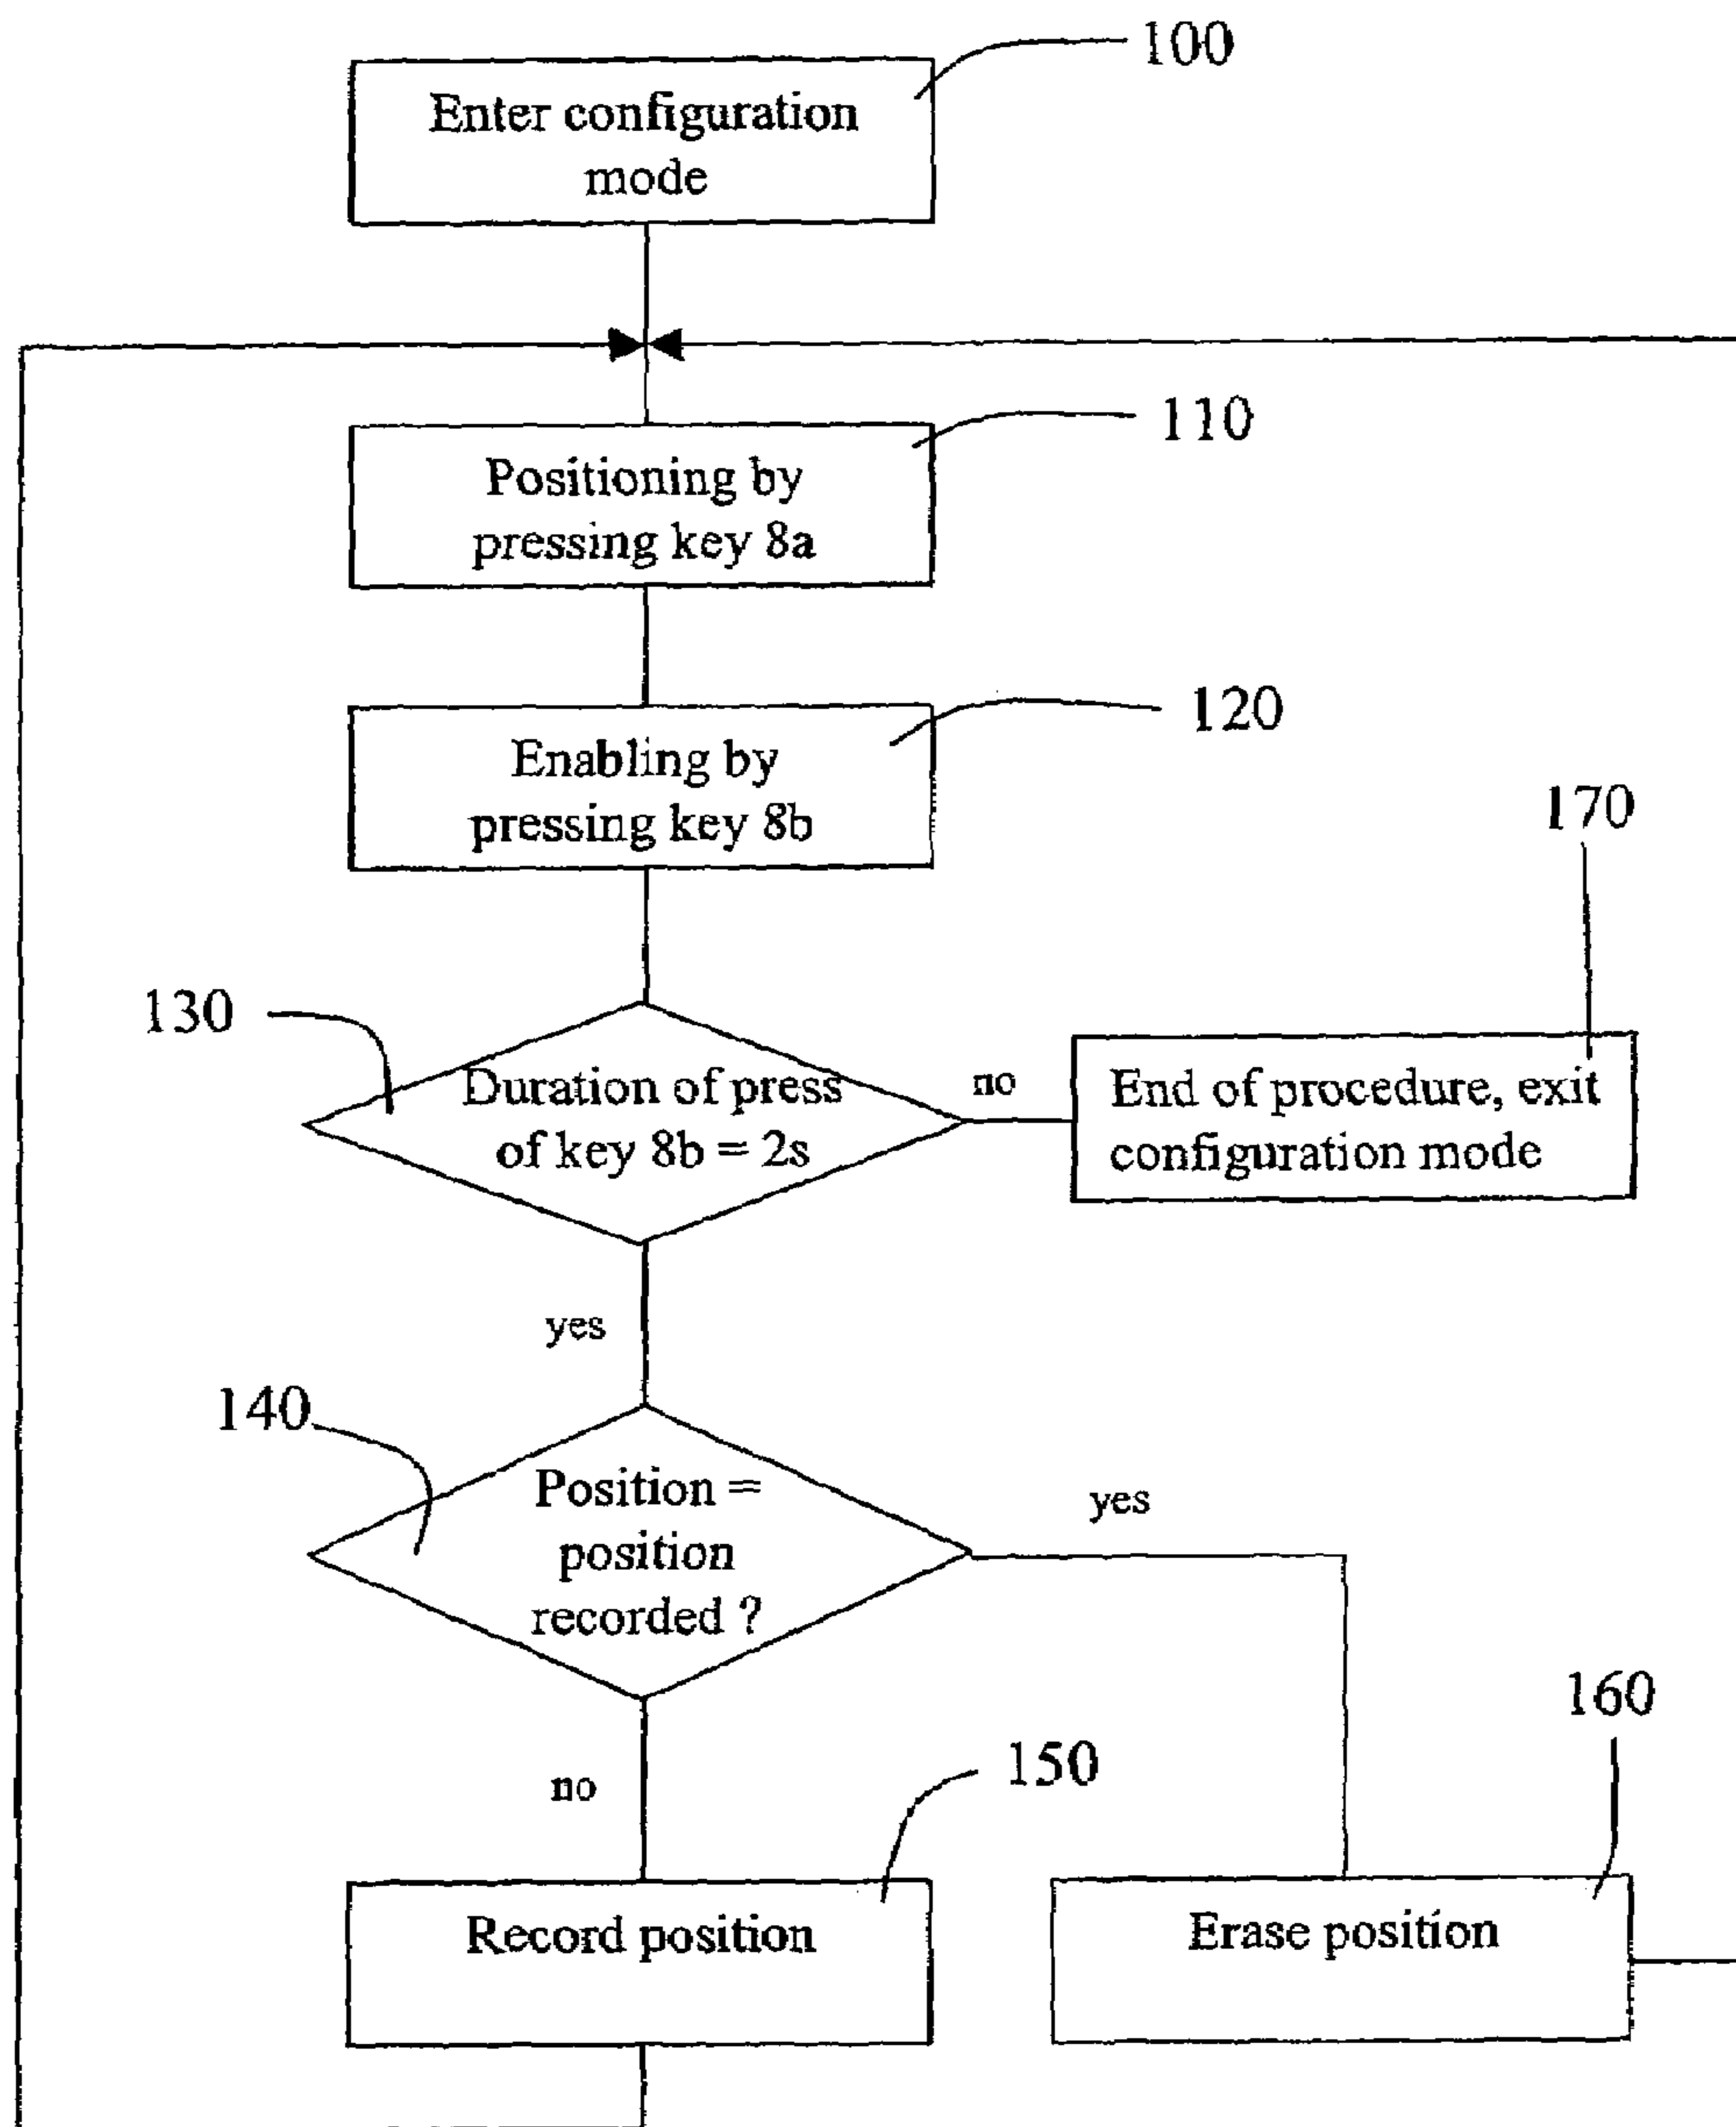 100
Enter configuration
mode
110
Positioning by
pressing key 8a
120
Enabling by
pressing key 8b
170
130
Duration of press
of key 8b = 2s
no
End of procedure, exit
configuration mode
yes
140
Position =
position
recorded ?
yes
160
no
150
Record position
Erase position